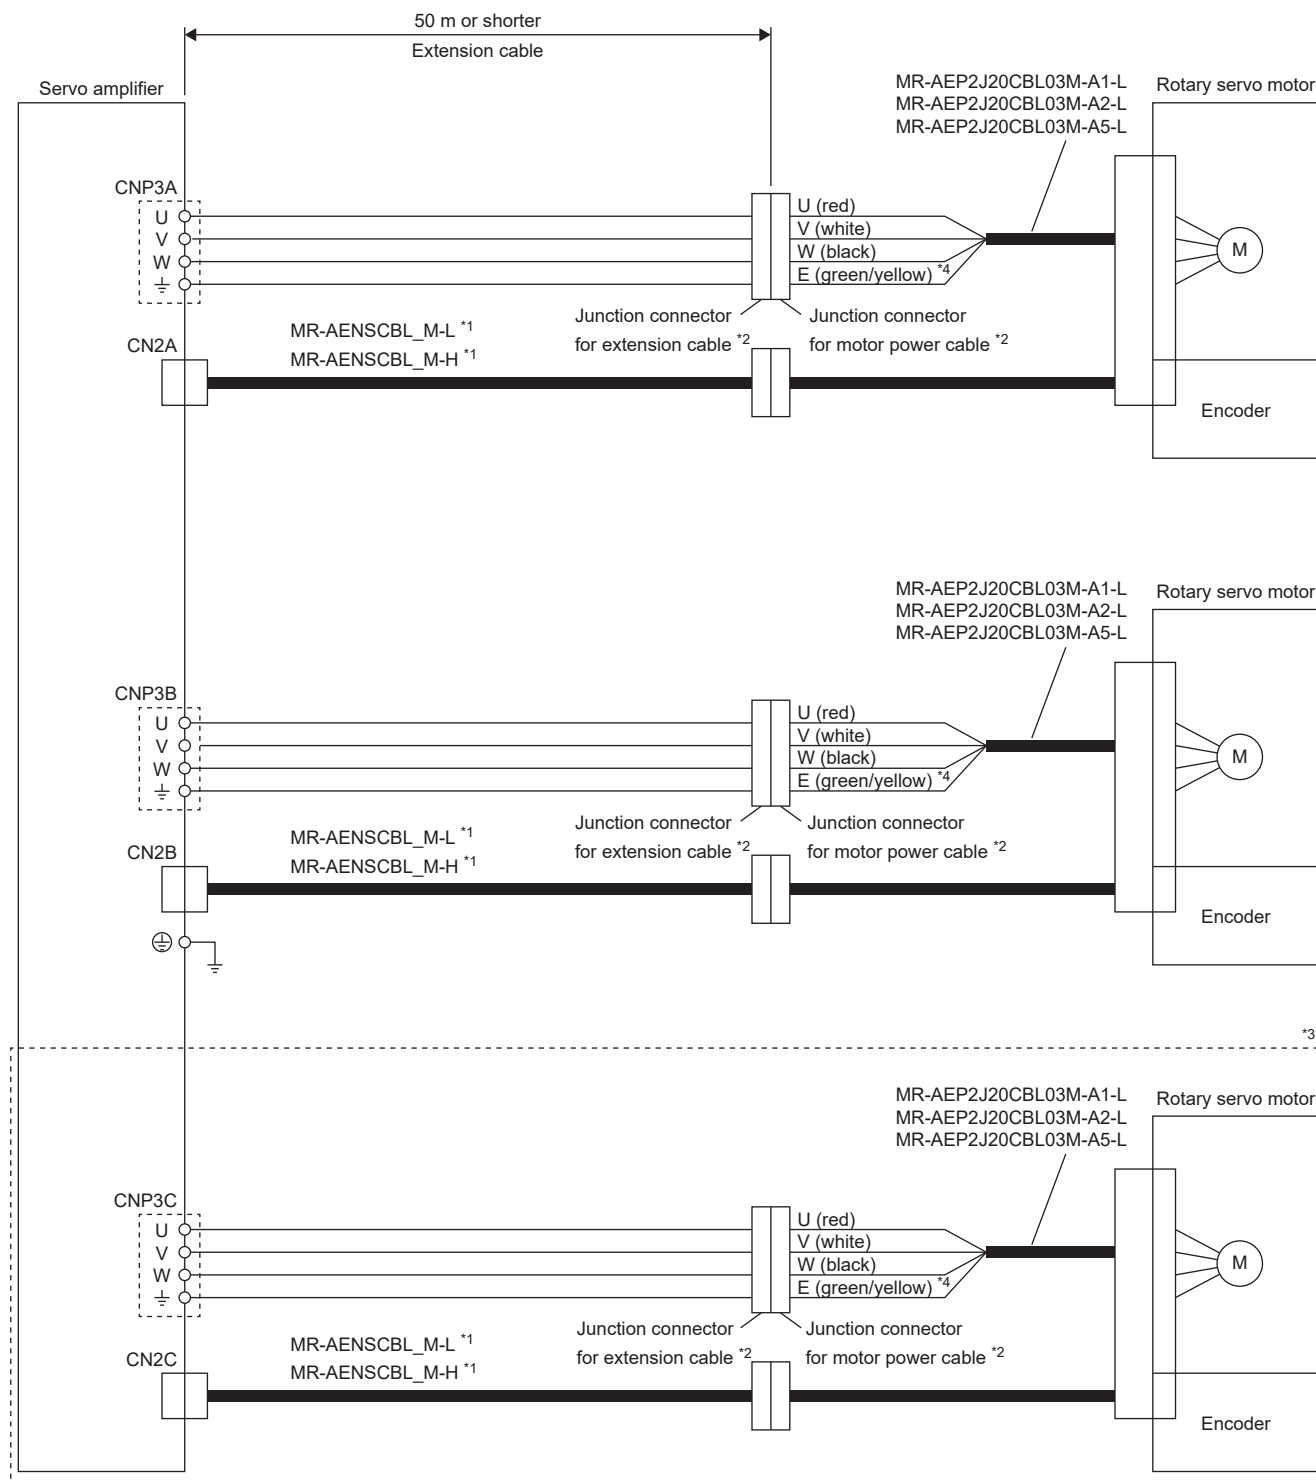 50 m or shorter
Extension cable
Servo amplifier
MR-AEP2J20CBL03M-A1-L
MR-AEP2J20CBL03M-A2-L
MR-AEP2J20CBL03M-A5-L
Rotary servo motor
CNP3A
U
V
W
U (red)
V (white)
W (black)
E (green/yellow) *4
M
Junction connector
for extension cable *2
Junction connector
for motor power cable *2
MR-AENSCBL_M-L *1
MR-AENSCBL_M-H *1
CN2A
Encoder
MR-AEP2J20CBL03M-A1-L
MR-AEP2J20CBL03M-A2-L
MR-AEP2J20CBL03M-A5-L
Rotary servo motor
CNP3B
U
V
W
U (red)
V (white)
W (black)
E (green/yellow) *4
M
Junction connector
for extension cable *2
Junction connector
for motor power cable *2
MR-AENSCBL_M-L *1
MR-AENSCBL_M-H *1
CN2B
Encoder
*3
MR-AEP2J20CBL03M-A1-L
MR-AEP2J20CBL03M-A2-L
MR-AEP2J20CBL03M-A5-L
Rotary servo motor
CNP3C
U
V
W
U (red)
V (white)
W (black)
E (green/yellow) *4
M
Junction connector
for extension cable *2
Junction connector
for motor power cable *2
MR-AENSCBL_M-L *1
MR-AENSCBL_M-H *1
CN2C
Encoder